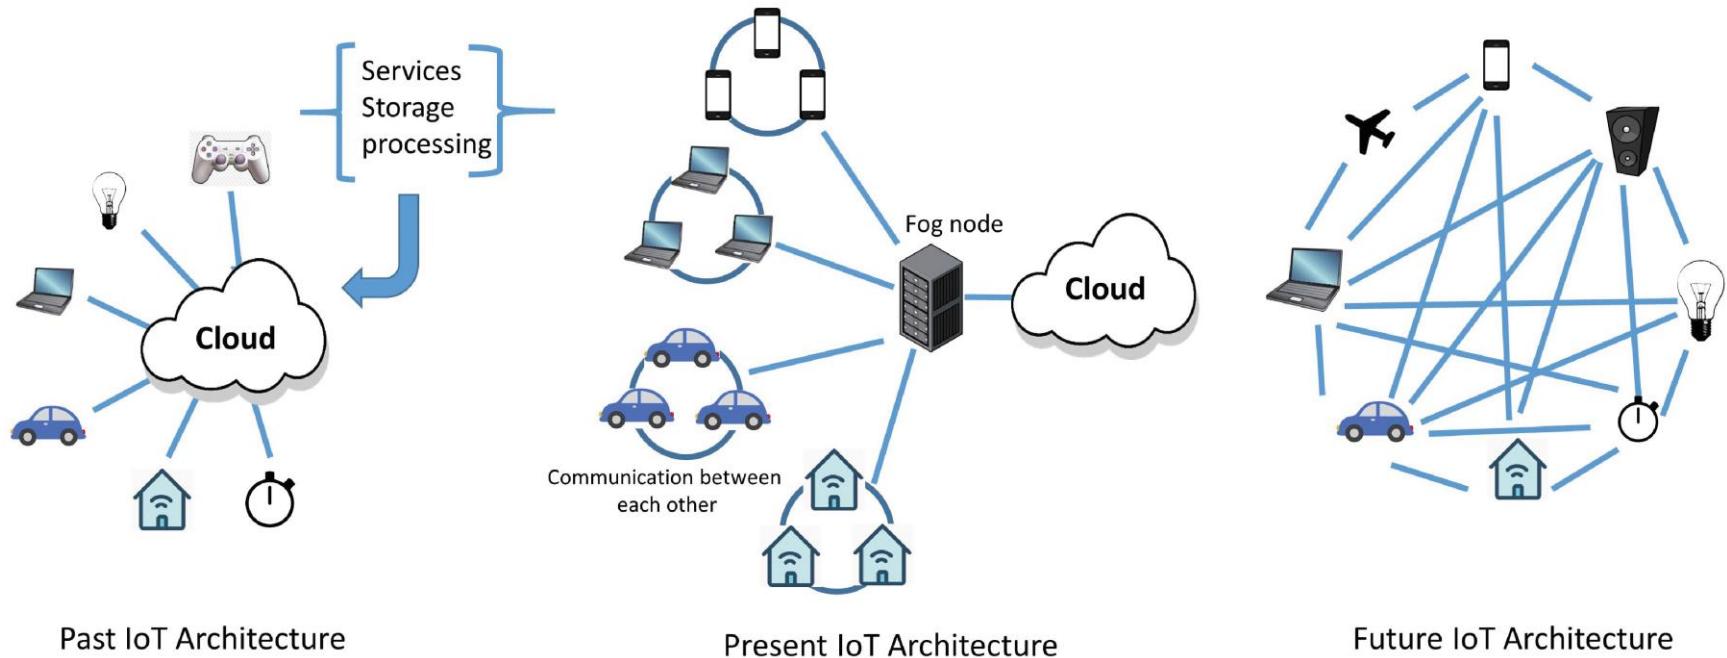 Services
Storage
processing
Cloud
Past IoT Architecture
Fog node
Cloud
Communication between
each other
Present IoT Architecture
Future IoT Architecture